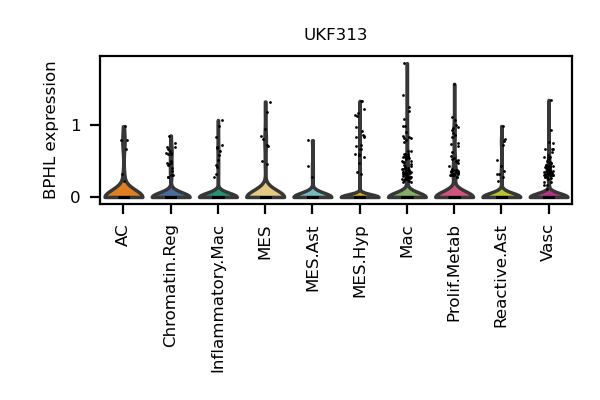 UKF313
BPHL expression
1
0
AC
Chromatin.Reg
Inflammatory.Mac
MES
MES.Ast
MES.Hyp
Mac
Prolif.Metab
Reactive.Ast
Vasc